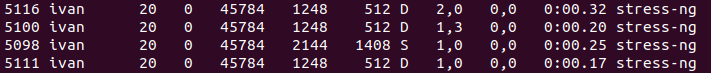 5116 ivan 20 0 45784 1248 512 D 2,0 0,0 0:00.32 stress-ng
5100 ivan 20 0 45784 1248 512 D 1,3 0,0 0:00.20 stress-ng
5098 ivan 20 0 45784 2144 1408 S 1,0 0,0 0:00.25 stress-ng
5111 ivan 20 0 45784 1248 512 D 1,0 0,0 0:00.17 stress-ng